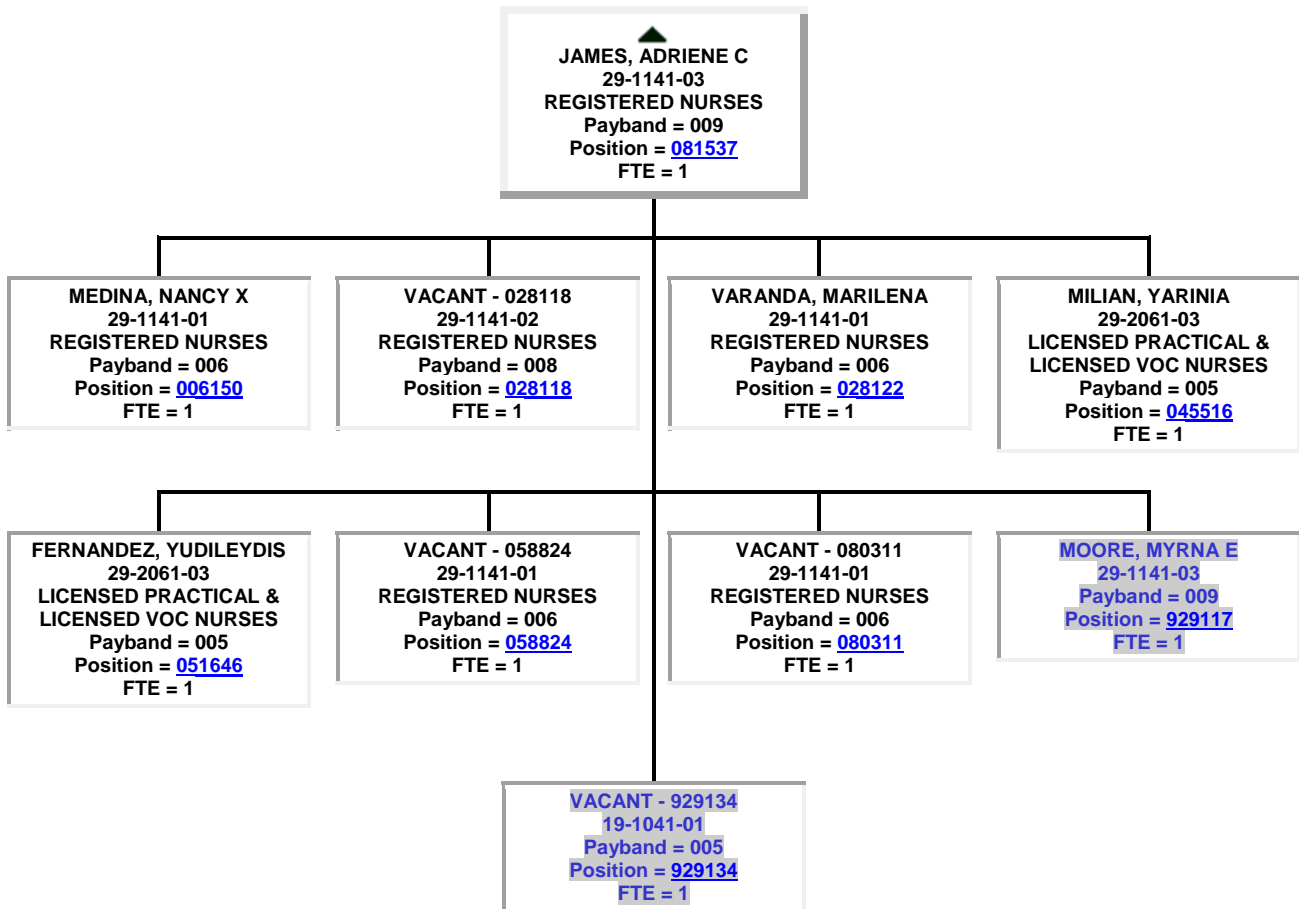 JAMES, ADRIENE C
29-1141-03
REGISTERED NURSES
Payband = 009
Position = 081537
FTE = 1
MEDINA, NANCY X
29-1141-01
REGISTERED NURSES
Payband = 006
Position = 006150
FTE = 1
VACANT - 028118
29-1141-02
REGISTERED NURSES
Payband = 008
Position = 028118
FTE = 1
VARANDA, MARILENA
29-1141-01
REGISTERED NURSES
Payband = 006
Position = 028122
FTE = 1
MILIAN, YARINIA
29-2061-03
LICENSED PRACTICAL &
LICENSED VOC NURSES
Payband = 005
Position = 045516
FTE = 1
FERNANDEZ, YUDILEYDIS
29-2061-03
LICENSED PRACTICAL &
LICENSED VOC NURSES
Payband = 005
Position = 051646
FTE = 1
VACANT - 058824
29-1141-01
REGISTERED NURSES
Payband = 006
Position = 058824
FTE = 1
VACANT - 080311
29-1141-01
REGISTERED NURSES
Payband = 006
Position = 080311
FTE = 1
MOORE, MYRNA E
29-1141-03
Payband = 009
Position = 929117
FTE = 1
VACANT - 929134
19-1041-01
Payband = 005
Position = 929134
FTE = 1